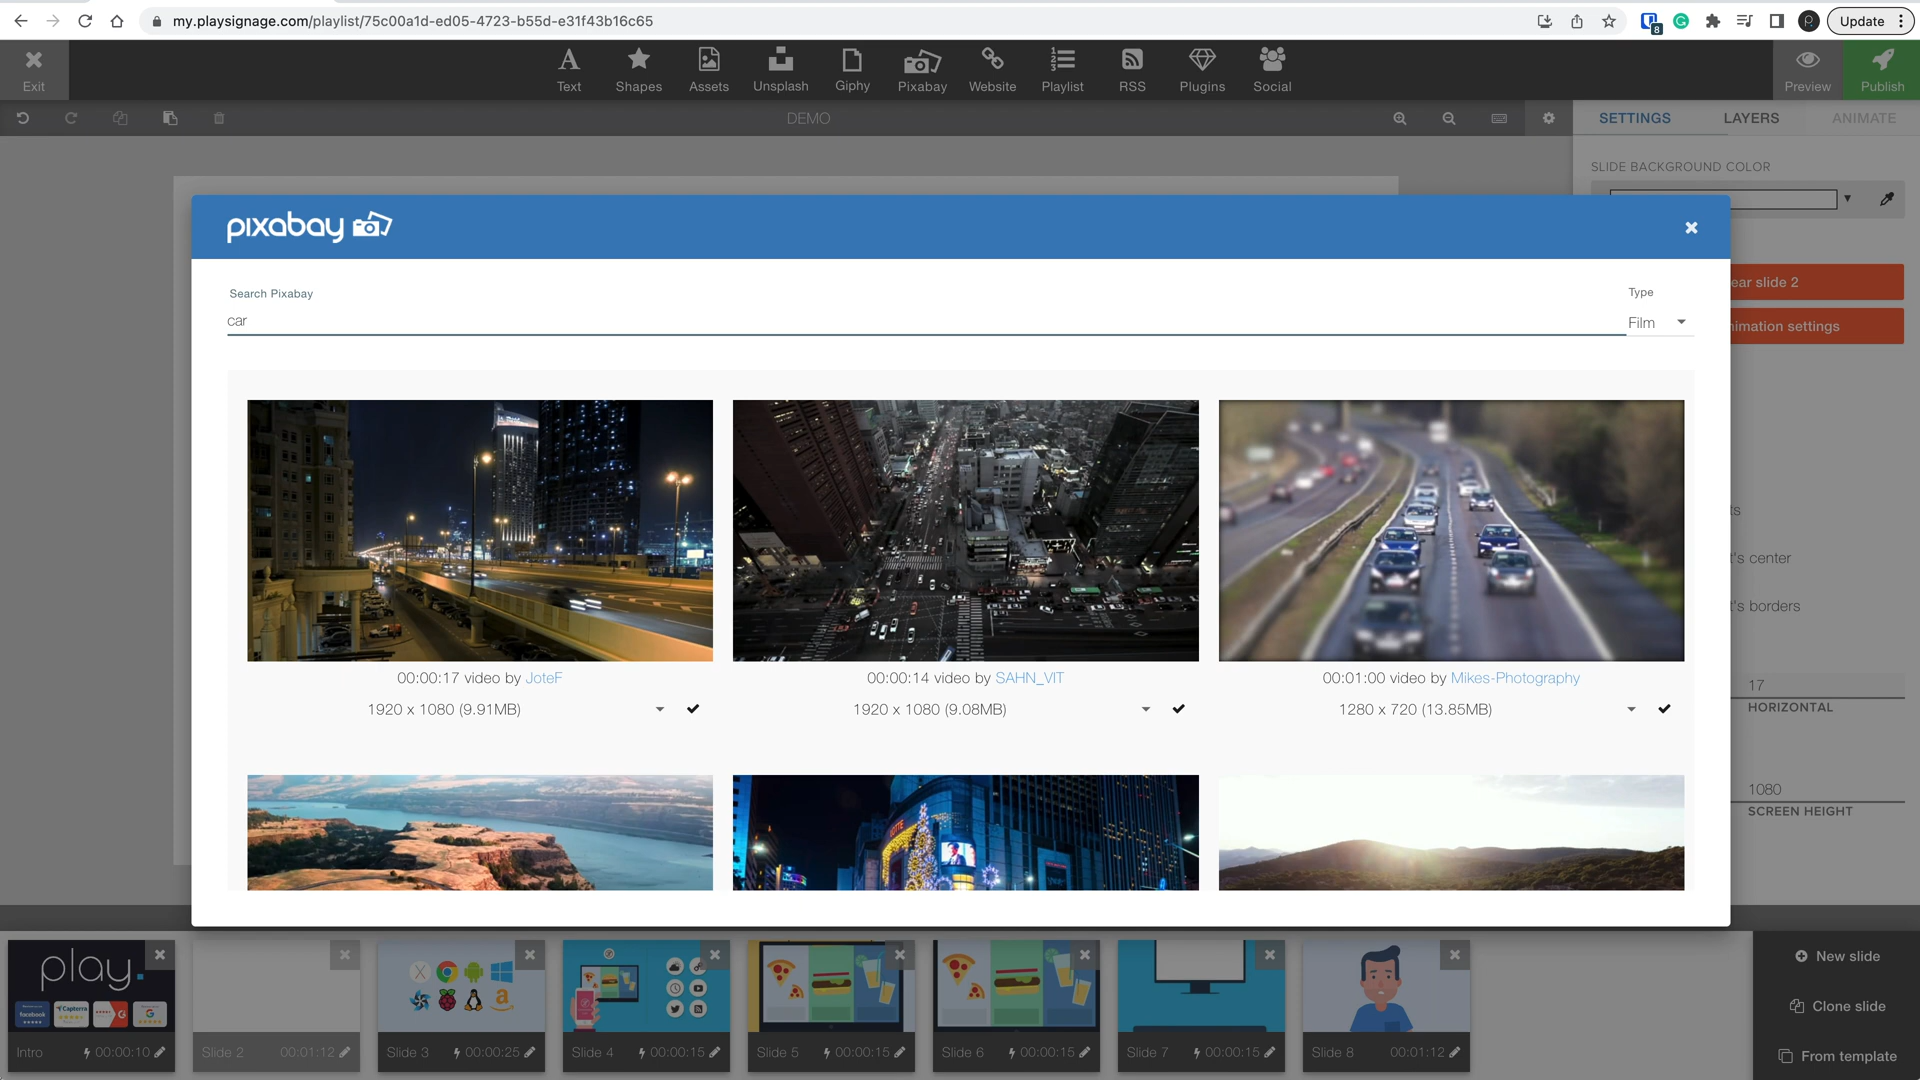 my.playsignage.com/playlist/75c00a1d-ed05-4723-b55d-e31f43b16c65
8
P
Update
Exit
Text
Shapes
Assets
Unsplash
Giphy
Pixabay
Website
Playlist
RSS
Plugins
Social
Preview
Publish
DEMO
SETTINGS
LAYERS
ANIMATE
SLIDE BACKGROUND COLOR
pixabay
ear slide 2
nimation settings
Search Pixabay
car
Type
Film
ts
t's center
t's borders
17
HORIZONTAL
1080
SCREEN HEIGHT
00:00:17 video by JoteF
1920 x 1080 (9.91MB)
00:00:14 video by SAHN_VIT
1920 x 1080 (9.08MB)
00:01:00 video by Mikes-Photography
1280 x 720 (13.85MB)
play.
facebook
Capterra
Intro
00:00:10
Slide 2
00:01:12
Slide 3
00:00:25
Slide 4
00:00:15
Slide 5
00:00:15
Slide 6
00:00:15
Slide 7
00:00:15
Slide 8
00:01:12
New slide
Clone slide
From template